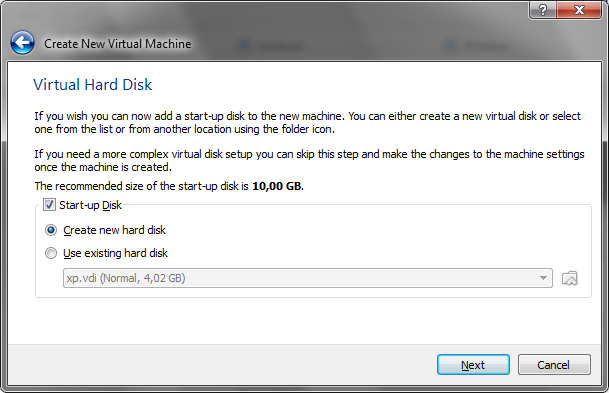 Create New Virtual Machine
Virtual Hard Disk
If you wish you can now add a start-up disk to the new machine. You can either create a new virtual disk or select
one from the list or from another location using the folder icon.
If you need a more complex virtual disk setup you can skip this step and make the changes to the machine settings
once the machine is created.
The recommended size of the start-up disk is 10,00 GB.
Start-up Disk
Create new hard disk
Use existing hard disk
xp.vdi (Normal, 4,02 GB)
Next
Cancel